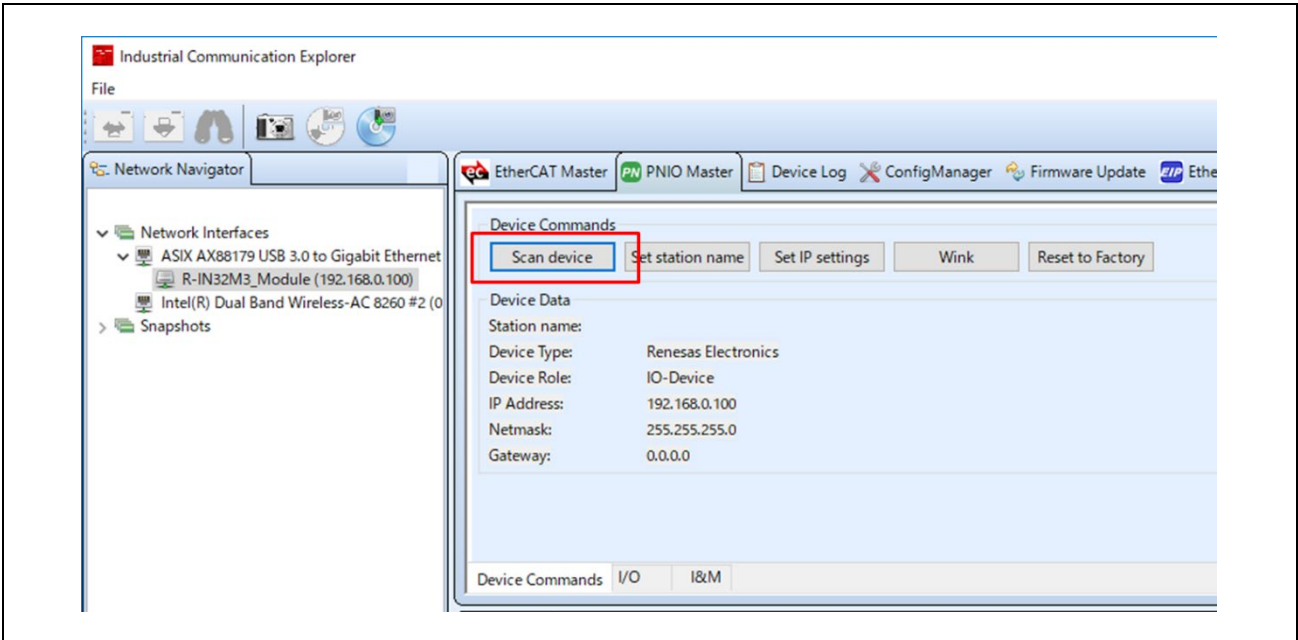 Industrial Communication Explorer
File
Network Navigator
EtherCAT Master PNIO Master Device Log ConfigManager Firmware Update EIP Ethe
Network Interfaces
ASIX AX88179 USB 3.0 to Gigabit Ethernet
R-IN32M3_Module (192.168.0.100)
Intel(R) Dual Band Wireless-AC 8260 #2 (0
Snapshots
Device Commands
Scan device Set station name Set IP settings Wink Reset to Factory
Device Data
Station name:
Device Type: Renesas Electronics
Device Role: IO-Device
IP Address: 192.168.0.100
Netmask: 255.255.255.0
Gateway: 0.0.0.0
Device Commands I/O I&M